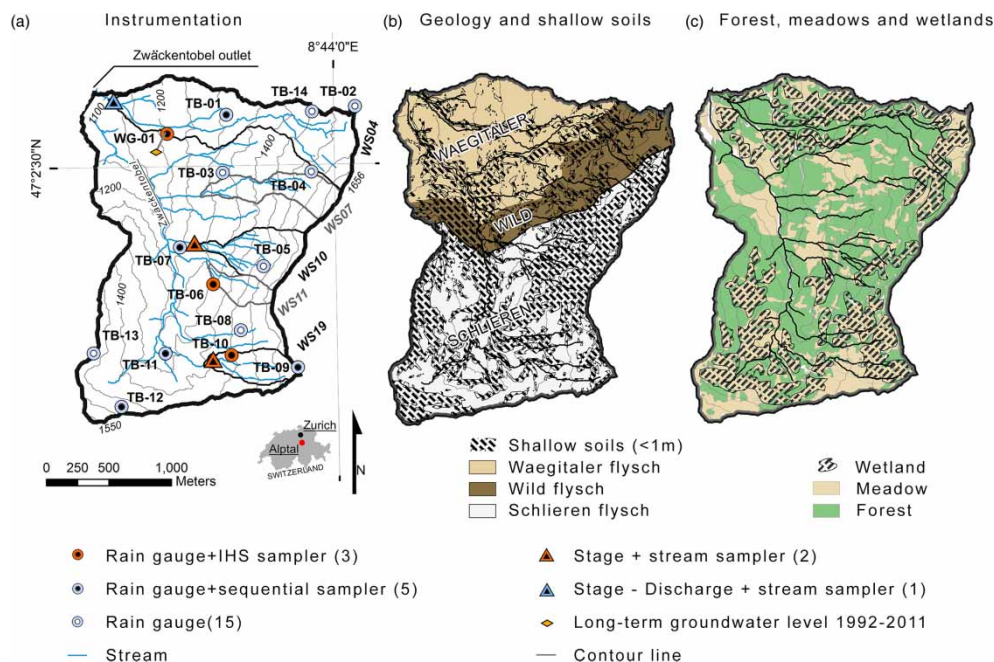 (a) Instrumentation
(b) Geology and shallow soils
(c) Forest, meadows and wetlands
8°44'0"E
Zwäckentobel outlet
TB-14 TB-02
TB-01
1100
1200
WG-01
WS04
47°2'30"N
1400
TB-03
TB-04
1656
1200
Zwäckentobel
WS07
TB-07
TB-05
WS10
TB-06
WS11
1400
TB-08
WS19
TB-13
TB-10
TB-11
TB-09
TB-12
1550
Zurich
Alptal
SWITZERLAND
N
0 250 500 1,000
Meters
WAEGITALER
WILD
SCHLIEREN
Shallow soils (<1m)
Waegitaler flysch
Wild flysch
Schlieren flysch
Wetland
Meadow
Forest
Rain gauge+IHS sampler (3)
Rain gauge+sequential sampler (5)
Rain gauge(15)
Stream
Stage + stream sampler (2)
Stage - Discharge + stream sampler (1)
Long-term groundwater level 1992-2011
Contour line